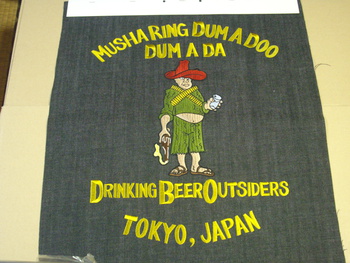 MUSHA RING DUM A DOO
DUM A DA
DRINKING BEER OUTSIDERS
TOKYO, JAPAN